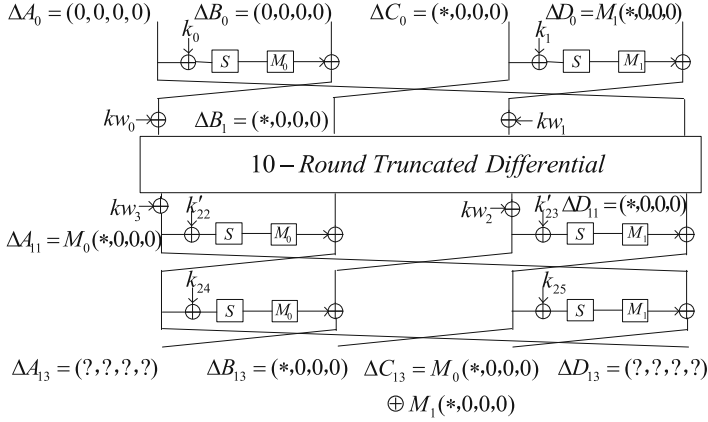 ΔA₀ = (0,0,0,0) ΔB₀ = (0,0,0,0) ΔC₀ = (*,0,0,0) ΔD₀ = M₁(*,0,0,0)
k₀ k₁
S M₀ S M₁
kw₀ ΔB₁ = (*,0,0,0) kw₁
10 – Round Truncated Differential
kw₃ k′₂₂ kw₂ k′₂₃ ΔD₁₁ = (*,0,0,0)
S M₀ S M₁
ΔA₁₁ = M₀(*,0,0,0)
k₂₄ k₂₅
S M₀ S M₁
ΔA₁₃ = (?,?,?,?) ΔB₁₃ = (*,0,0,0) ΔC₁₃ = M₀(*,0,0,0) ΔD₁₃ = (?,?,?,?)
⊕ M₁(*,0,0,0)